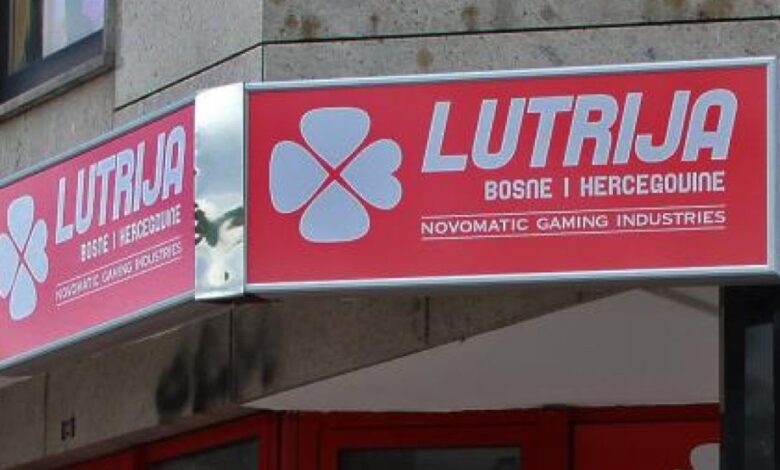 LUTRIJA
BOSNE I HERCEGOVINE
NOVOMATIC GAMING INDUSTRIES
LUTRIJA
BOSNE I HERCEGOVINE
NOVOMATIC GAMING INDUSTRIES